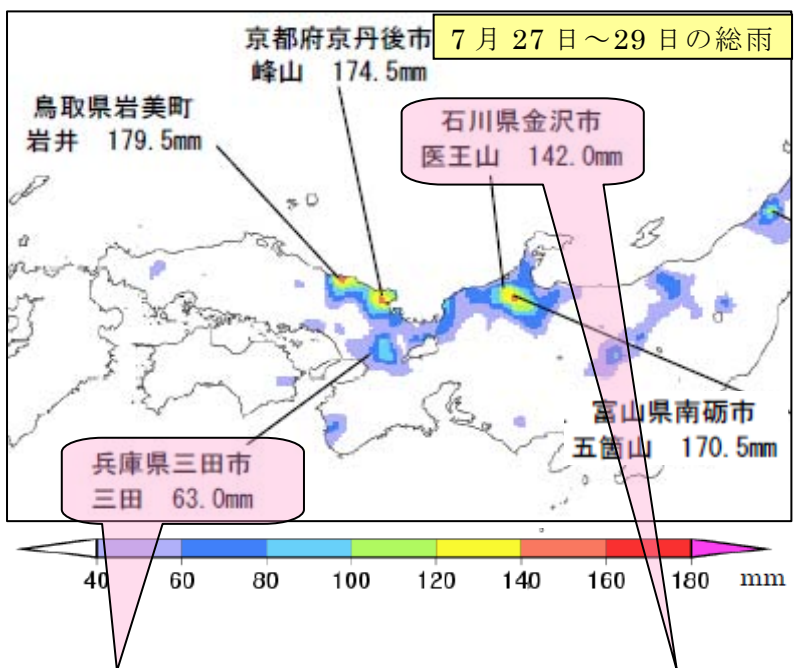 7月27日～29日の総雨
京都府京丹後市
峰山 174.5mm
鳥取県岩美町
岩井 179.5mm
石川県金沢市
医王山 142.0mm
富山県南砺市
五箇山 170.5mm
兵庫県三田市
三田 63.0mm
40 60 80 100 120 140 160 180 mm